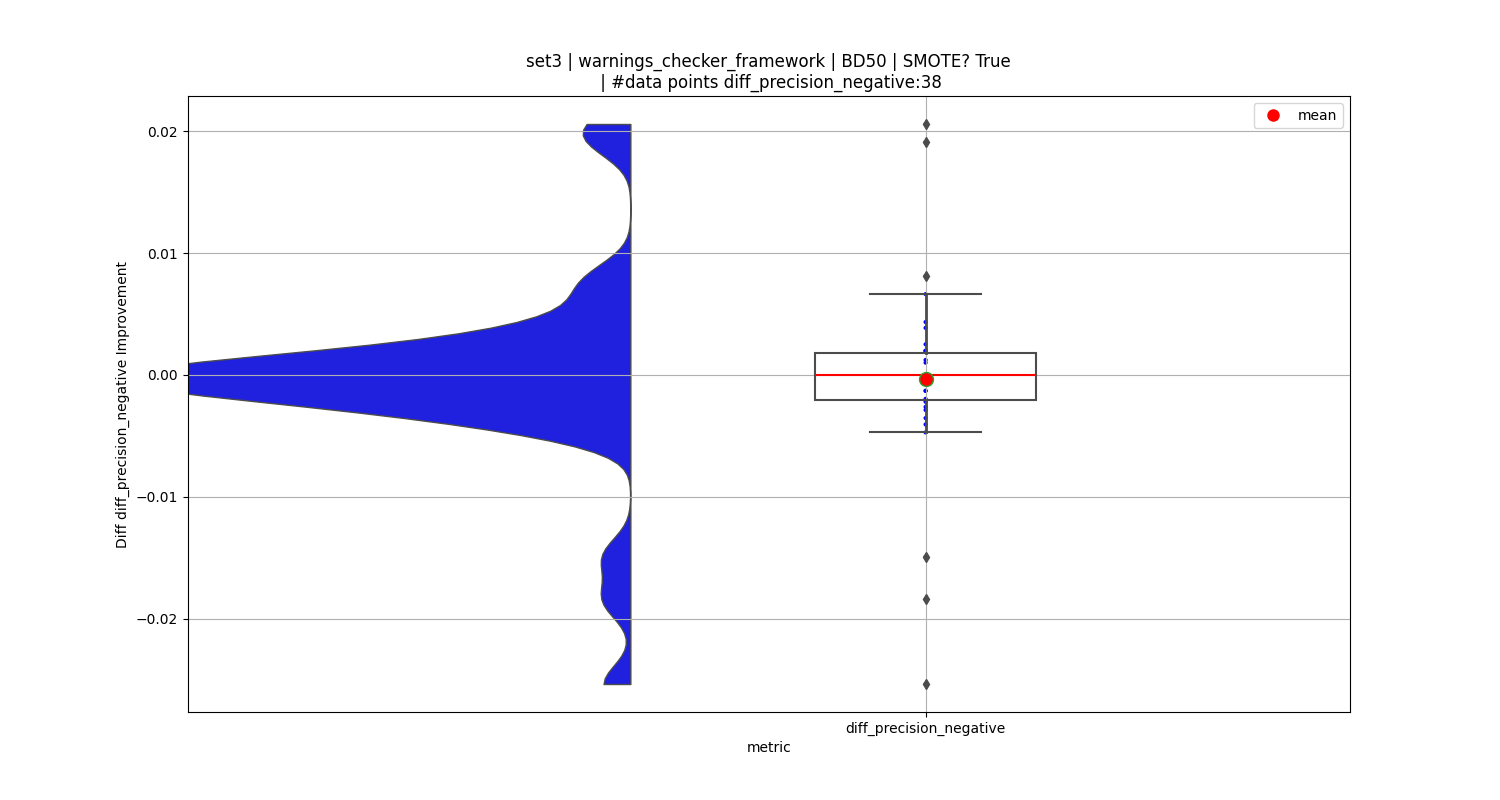 set3 | warnings_checker_framework | BD50 | SMOTE? True
| #data points diff_precision_negative:38
mean
0.02
0.01
0.00
−0.01
−0.02
Diff diff_precision_negative Improvement
diff_precision_negative
metric